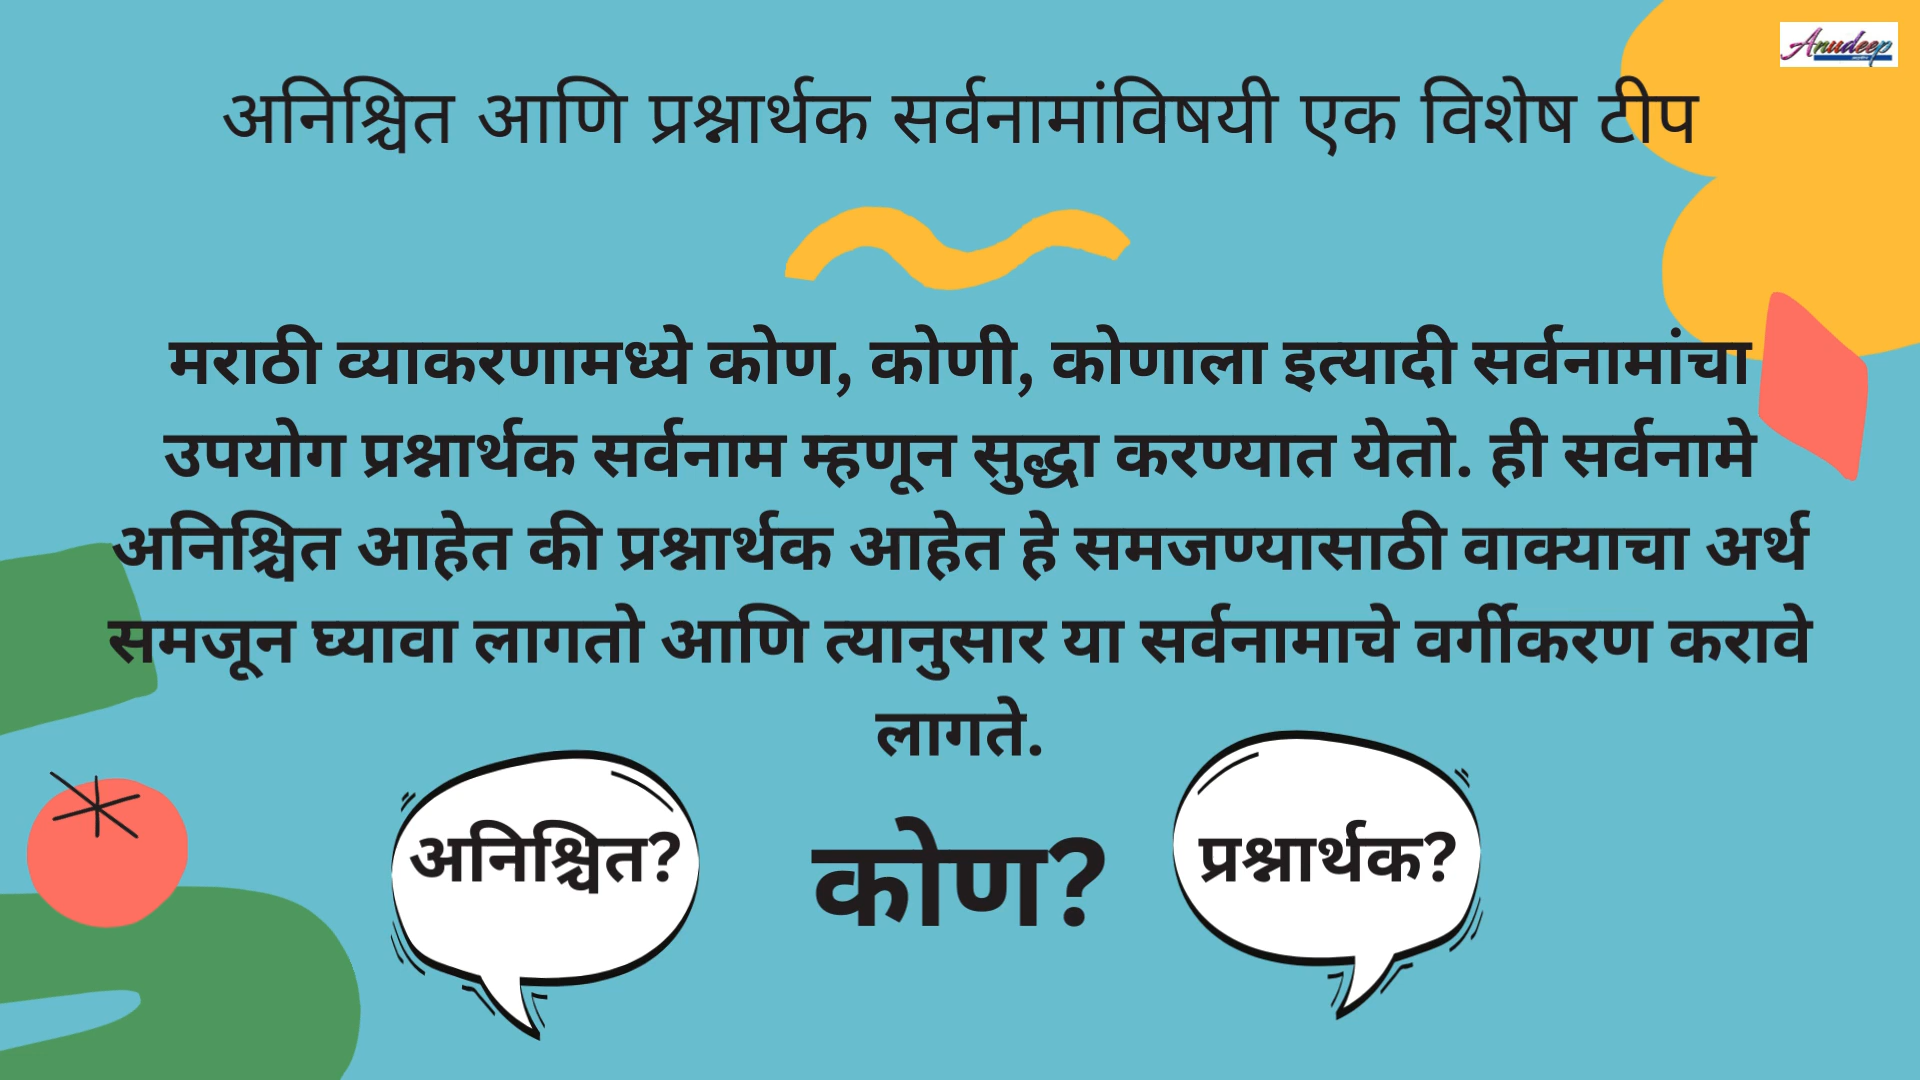 Anudeep
अनिश्चित आणि प्रश्नार्थक सर्वनामांविषयी एक विशेष टीप
मराठी व्याकरणामध्ये कोण, कोणी, कोणाला इत्यादी सर्वनामांचा
उपयोग प्रश्नार्थक सर्वनाम म्हणून सुद्धा करण्यात येतो. ही सर्वनामे
अनिश्चित आहेत की प्रश्नार्थक आहेत हे समजण्यासाठी वाक्याचा अर्थ
समजून घ्यावा लागतो आणि त्यानुसार या सर्वनामाचे वर्गीकरण करावे
लागते.
अनिश्चित?
कोण?
प्रश्नार्थक?